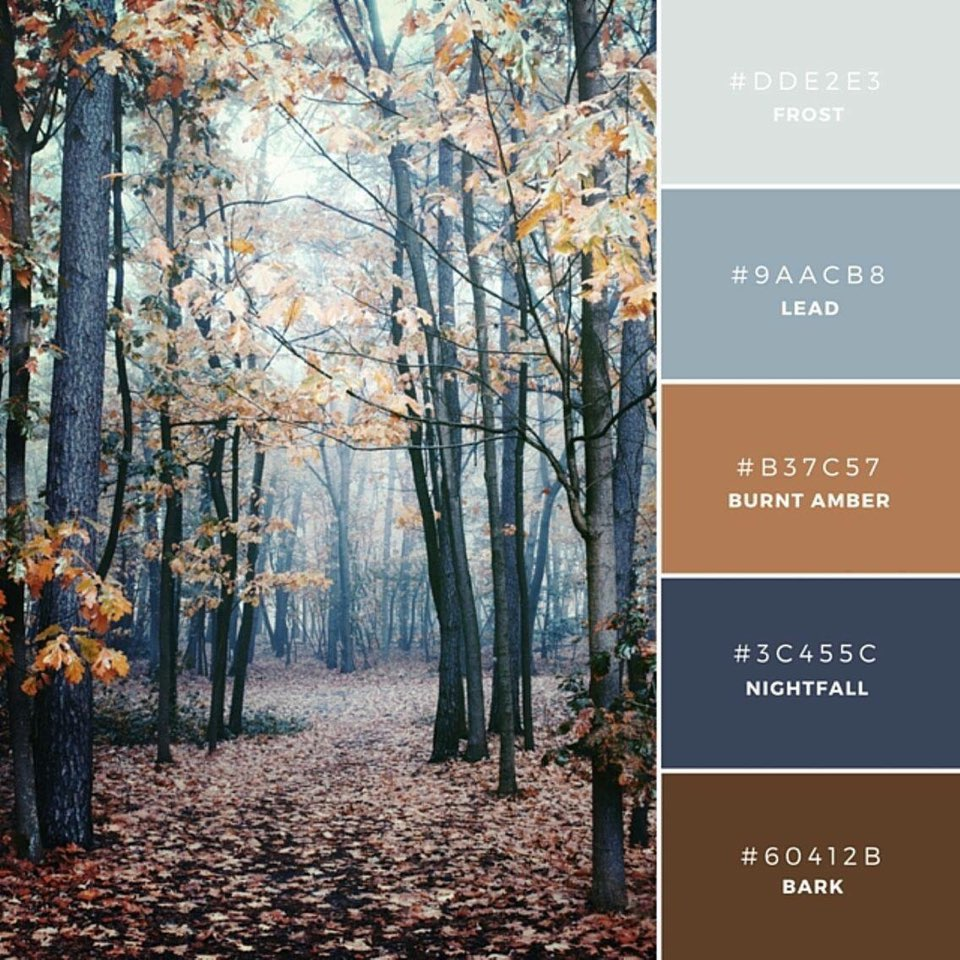 #DDE2E3
FROST
#9AACB8
LEAD
#B37C57
BURNT AMBER
#3C455C
NIGHTFALL
#60412B
BARK